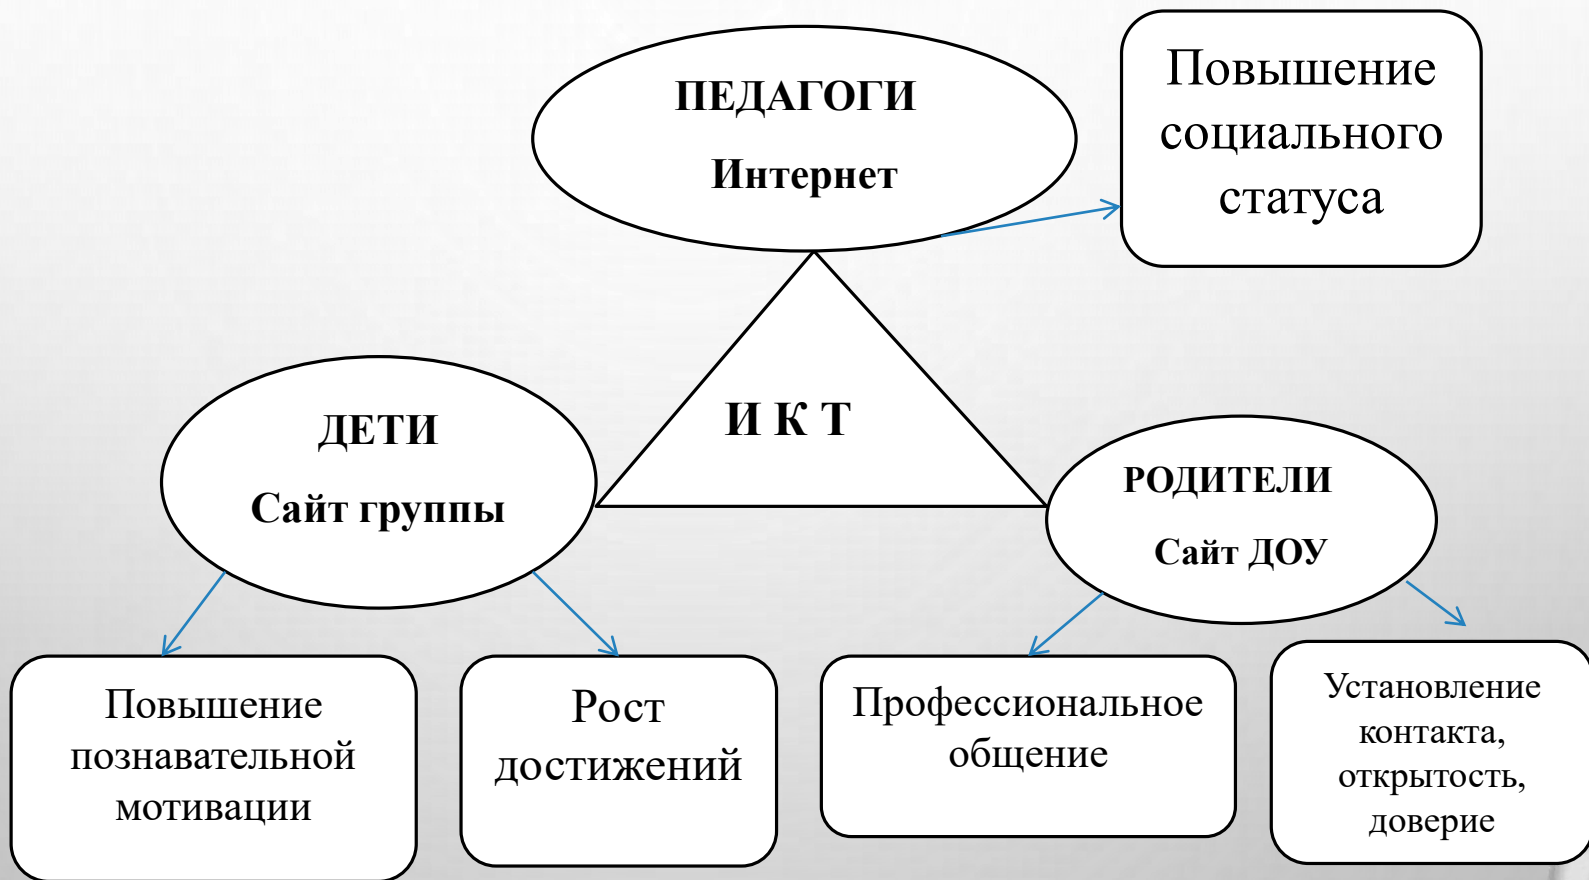 ПЕДАГОГИ
Интернет
Повышение
социального
статуса
И К Т
ДЕТИ
Сайт группы
РОДИТЕЛИ
Сайт ДОУ
Повышение
познавательной
мотивации
Рост
достижений
Профессиональное
общение
Установление
контакта,
открытость,
доверие